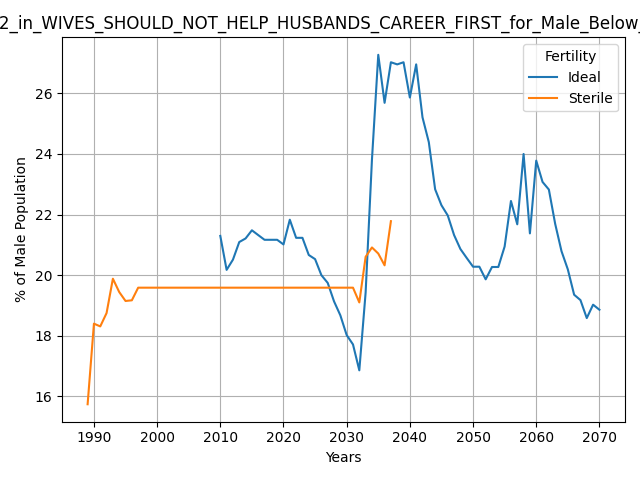 2_in_WIVES_SHOULD_NOT_HELP_HUSBANDS_CAREER_FIRST_for_Male_Below_
Fertility
Ideal
Sterile
26
24
22
20
18
16
% of Male Population
1990 2000 2010 2020 2030 2040 2050 2060 2070
Years